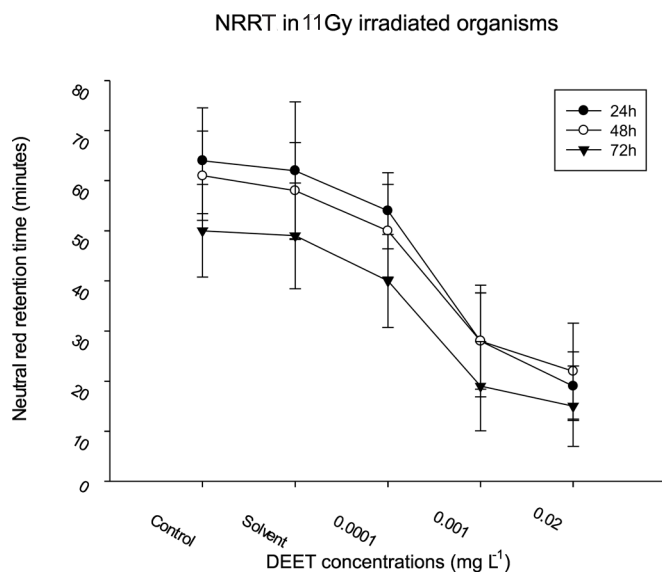 NRRT in 11Gy irradiated organisms
Neutral red retention time (minutes)
80
70
60
50
40
30
20
10
0
24h
48h
72h
Control
Solvent
0.0001
0.001
0.02
DEET concentrations (mg L⁻¹)